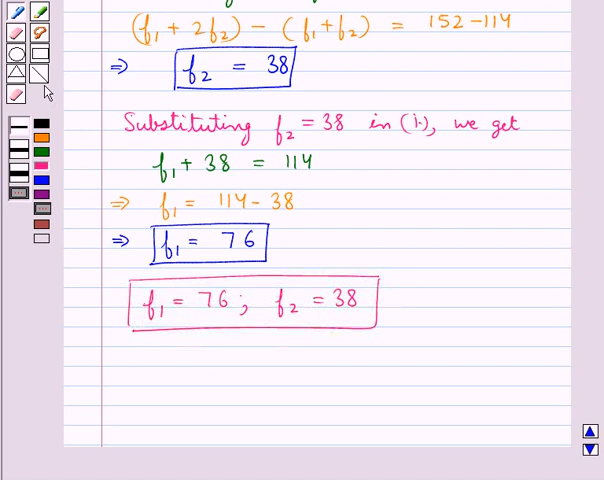 (f₁ + 2f₂) − (f₁ + f₂) = 152 − 114
⇒ f₂ = 38
Substituting f₂ = 38 in (i), we get
f₁ + 38 = 114
⇒ f₁ = 114 − 38
⇒ f₁ = 76
f₁ = 76 ; f₂ = 38